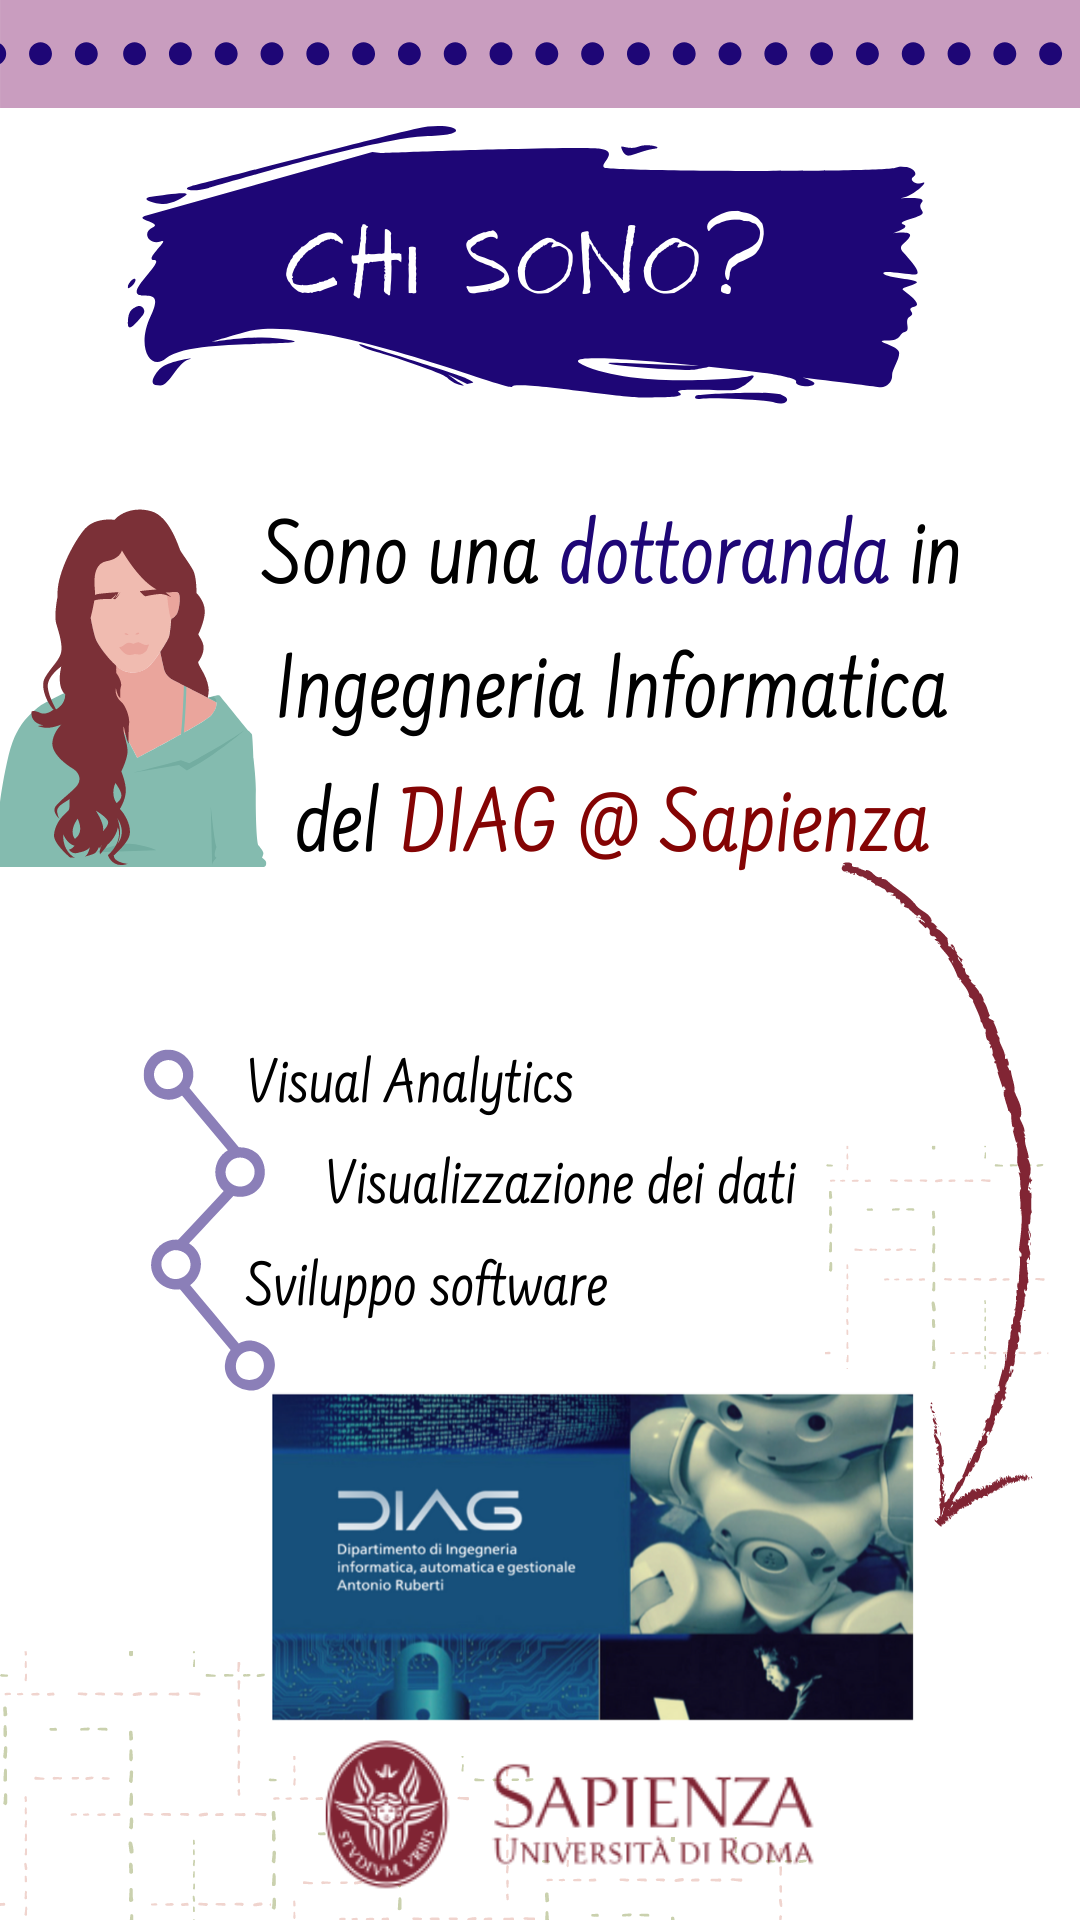 CHI SONO?
Sono una dottoranda in
Ingegneria Informatica
del DIAG @ Sapienza
Visual Analytics
Visualizzazione dei dati
Sviluppo software
DIAG
Dipartimento di Ingegneria
informatica, automatica e gestionale
Antonio Ruberti
STVDIVM VRBIS
SAPIENZA
UNIVERSITÀ DI ROMA